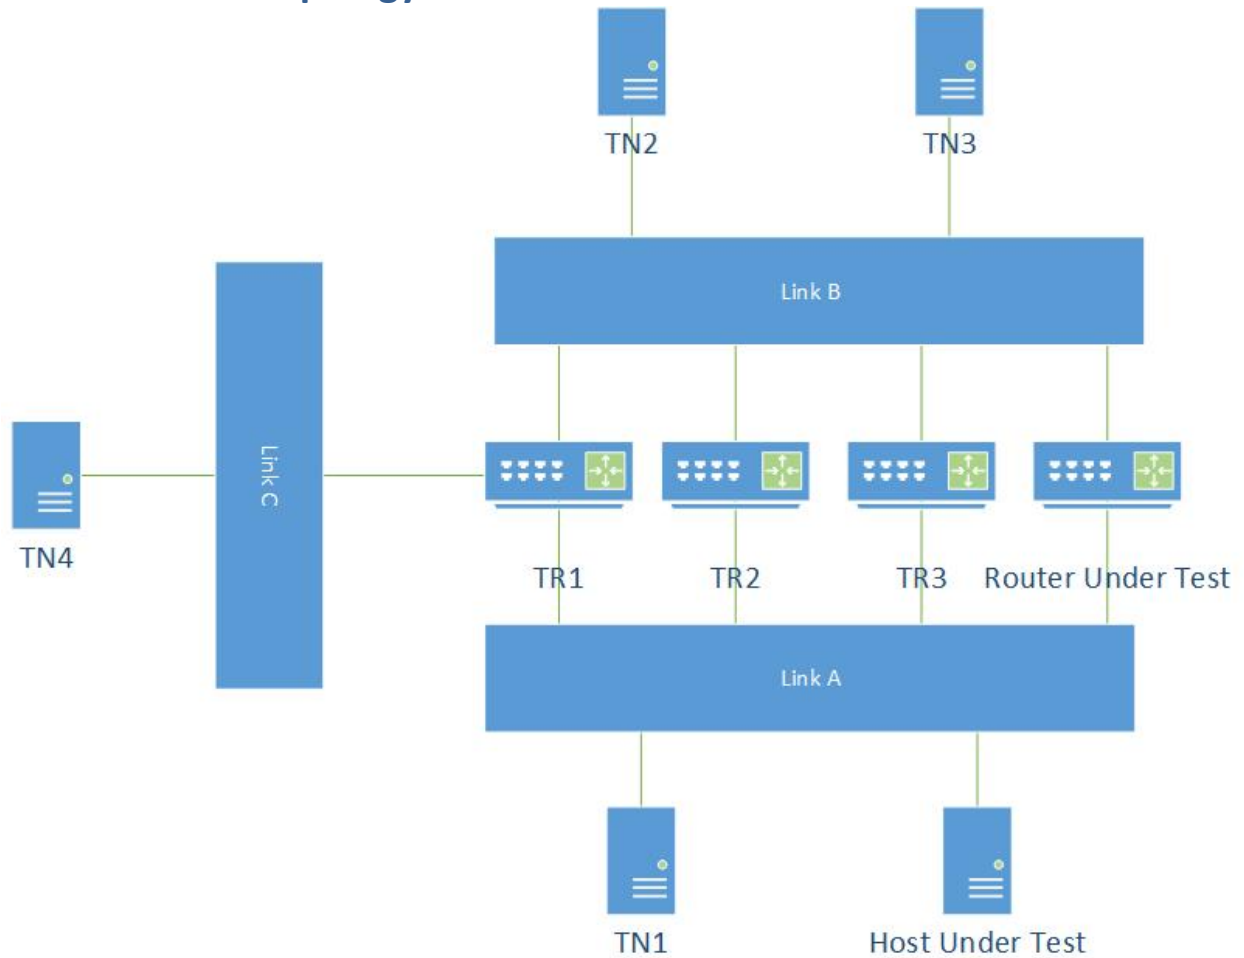 TN2 TN3
Link B
Link C
TN4
TR1 TR2 TR3 Router Under Test
Link A
TN1 Host Under Test